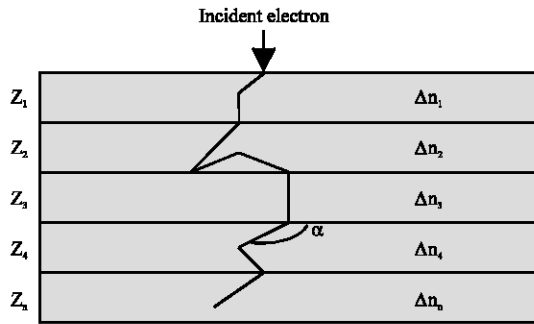 Incident electron
Z₁ Δn₁
Z₂ Δn₂
Z₃ Δn₃
α
Z₄ Δn₄
Zₙ Δnₙ